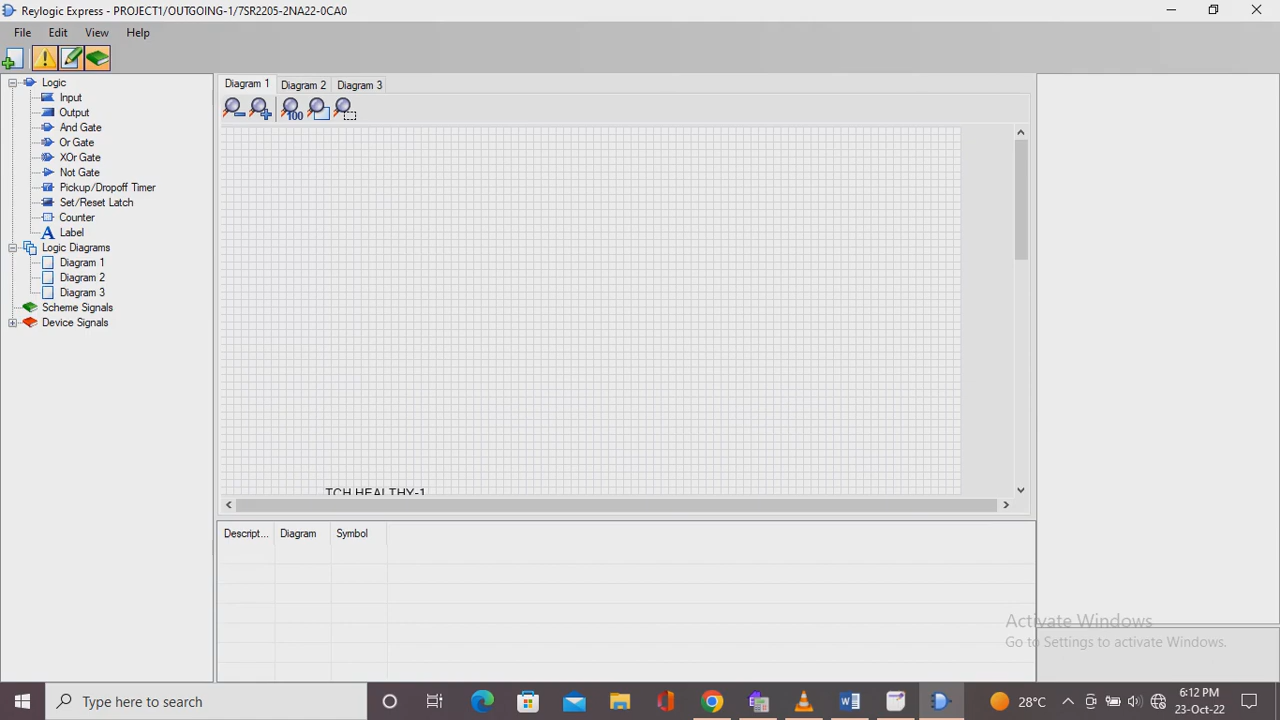 Reylogic Express - PROJECT1/OUTGOING-1/7SR2205-2NA22-0CA0
File Edit View Help
Logic
Input
Output
And Gate
Or Gate
XOr Gate
Not Gate
Pickup/Dropoff Timer
Set/Reset Latch
Counter
Label
Logic Diagrams
Diagram 1
Diagram 2
Diagram 3
Scheme Signals
Device Signals
Diagram 1 Diagram 2 Diagram 3
100
TCH HEALTHY-1
Descript... Diagram Symbol
Activate Windows
Go to Settings to activate Windows.
Type here to search
28°C
6:12 PM
23-Oct-22